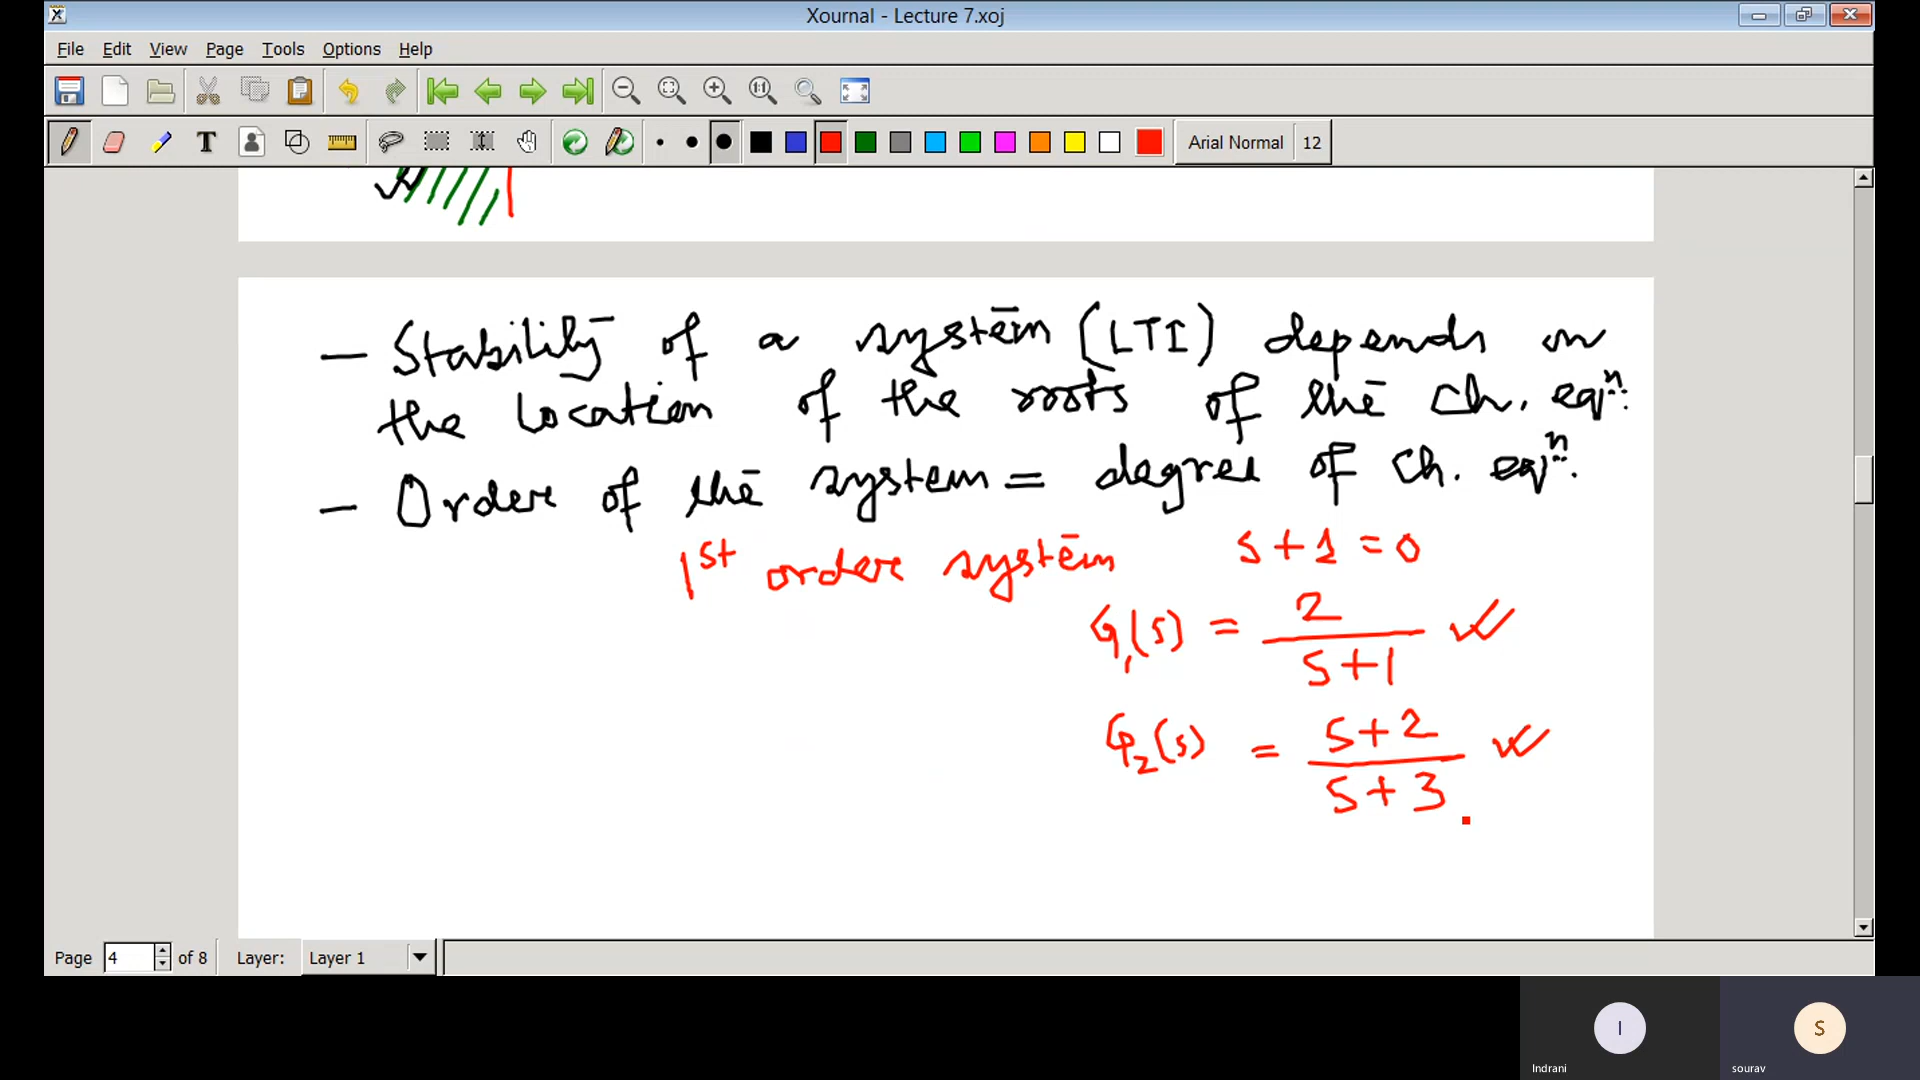 Xournal - Lecture 7.xoj
File Edit View Page Tools Options Help
Arial Normal 12
- Stability of a system (LTI) depends on
the location of the roots of the ch. eqⁿ.
- Order of the system = degree of ch. eqⁿ.
1st order system s+1=0
G₁(s) = 2/(s+1)
G₂(s) = (s+2)/(s+3)
Page 4 of 8 Layer: Layer 1
I S
Indrani sourav